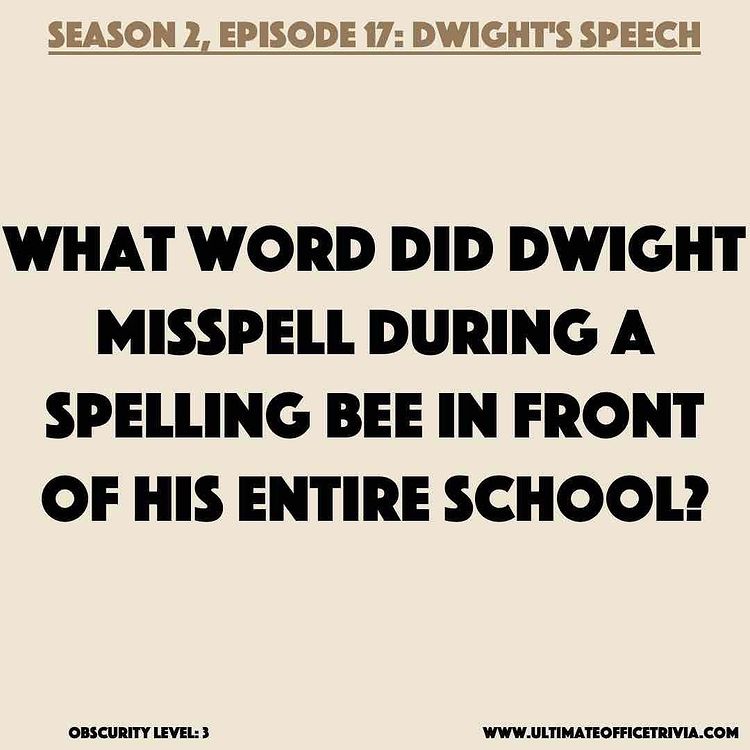 SEASON 2, EPISODE 17: DWIGHT'S SPEECH
WHAT WORD DID DWIGHT
MISSPELL DURING A
SPELLING BEE IN FRONT
OF HIS ENTIRE SCHOOL?
OBSCURITY LEVEL: 3
WWW.ULTIMATEOFFICETRIVIA.COM